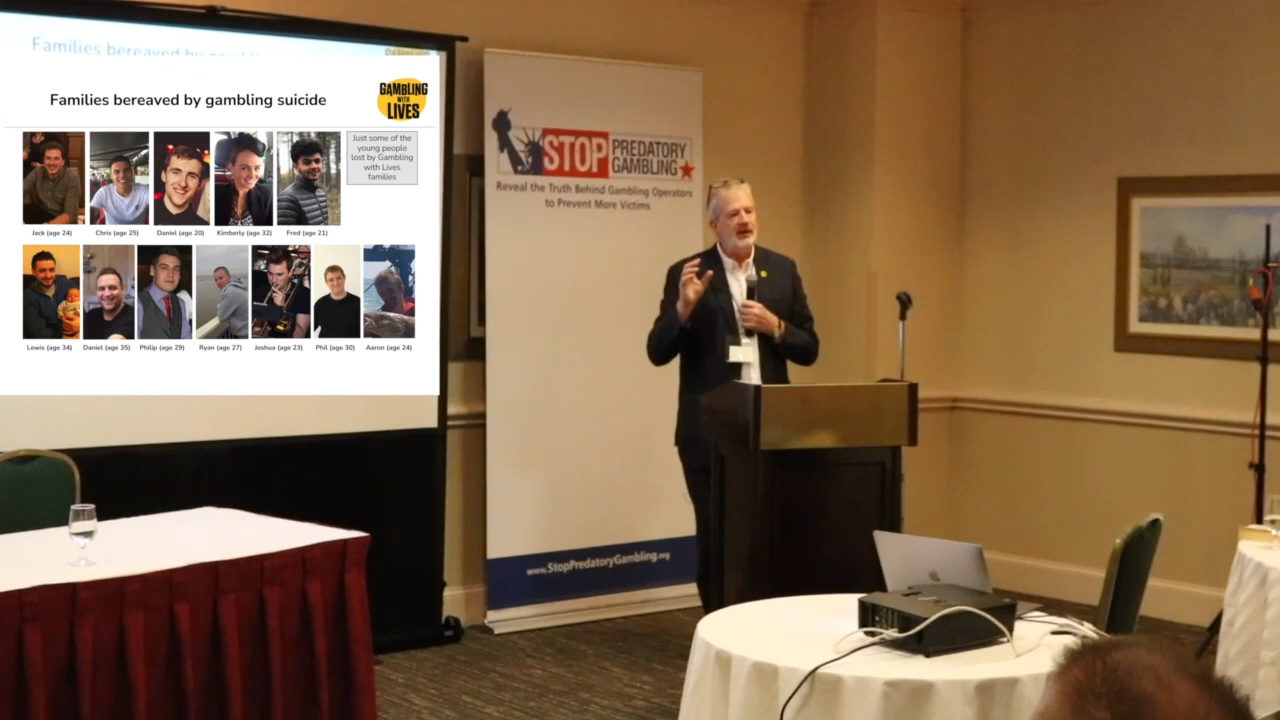 Families bereaved by
Families bereaved by gambling suicide
GAMBLING
WITH
LIVES
Just some of the
young people
lost by Gambling
with Lives
families
Jack (age 24)
Chris (age 25)
Daniel (age 20)
Kimberly (age 32)
Fred (age 21)
Lewis (age 34)
Daniel (age 35)
Philip (age 29)
Ryan (age 27)
Joshua (age 23)
Phil (age 30)
Aaron (age 24)
STOP
PREDATORY
GAMBLING
Reveal the Truth Behind Gambling Operators
to Prevent More Victims
www.StopPredatoryGambling.org